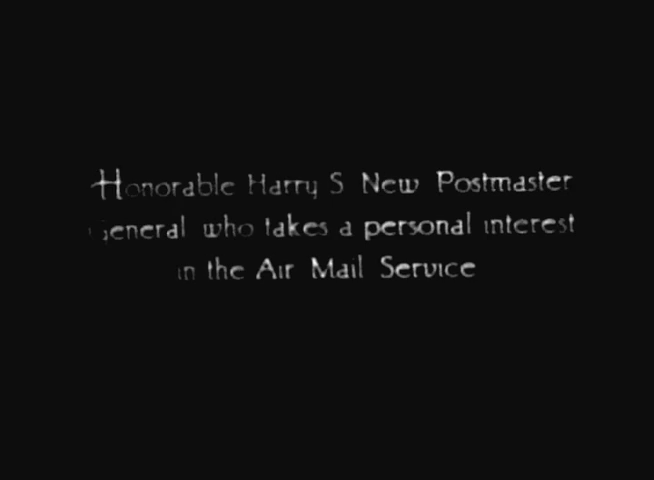 Honorable Harry S New Postmaster
General who takes a personal interest
in the Air Mail Service